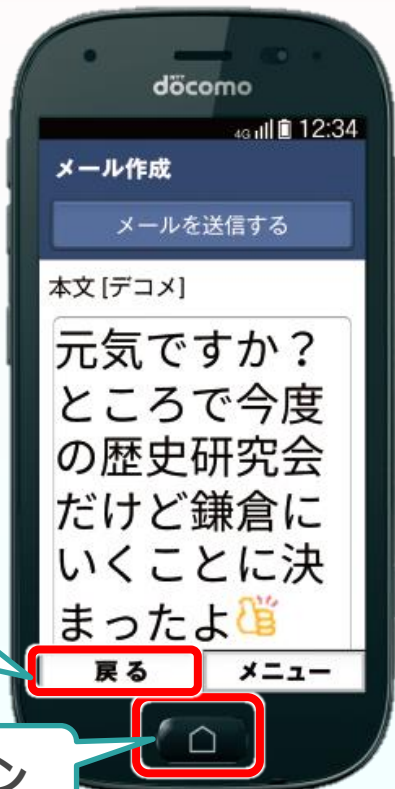 döcomo
4G 12:34
メール作成
メールを送信する
本文 [デコメ]
元気ですか？
ところで今度
の歴史研究会
だけど鎌倉に
いくことに決
まったよ
戻る メニュー
ン